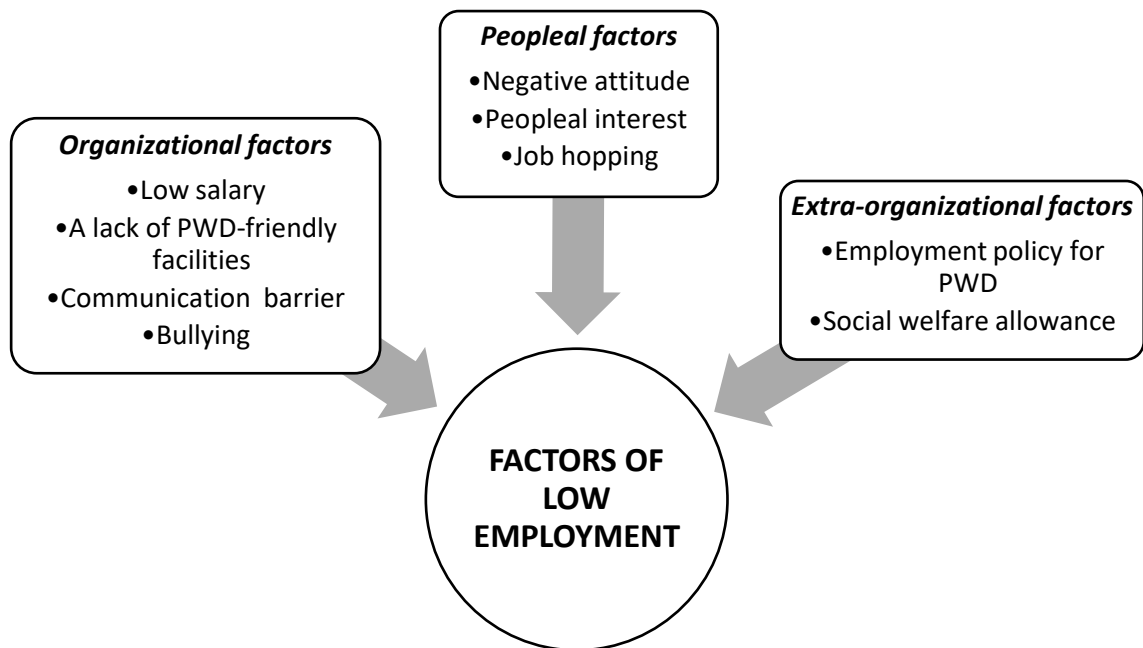 Peopleal factors
•Negative attitude
•Peopleal interest
•Job hopping
Organizational factors
•Low salary
•A lack of PWD-friendly
facilities
•Communication barrier
•Bullying
Extra-organizational factors
•Employment policy for
PWD
•Social welfare allowance
FACTORS OF
LOW
EMPLOYMENT